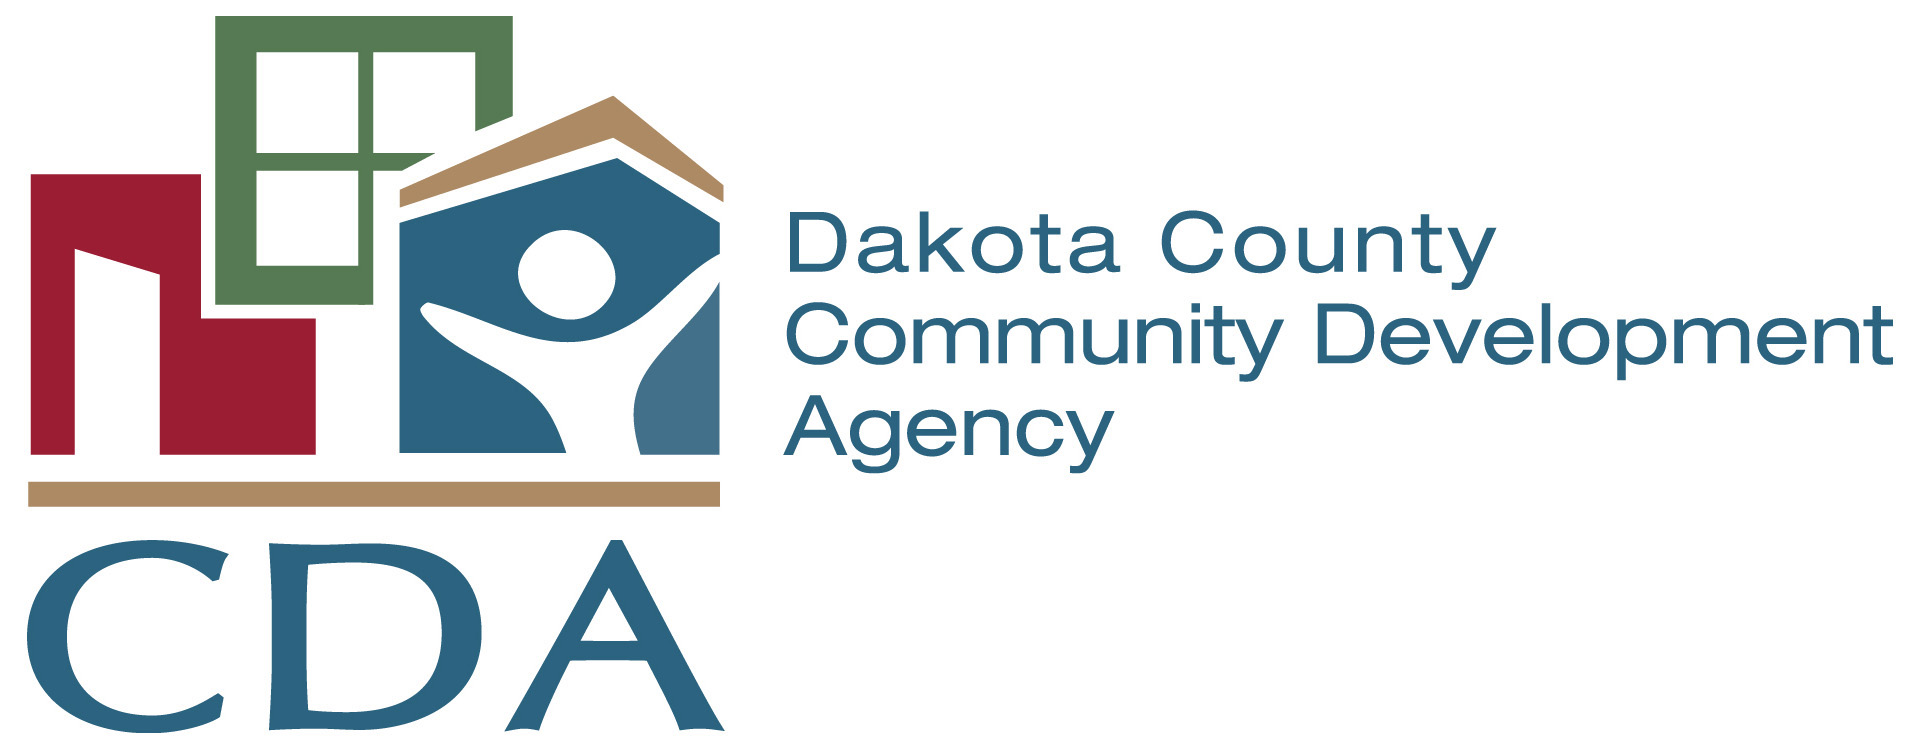 Dakota County
Community Development
Agency
CDA